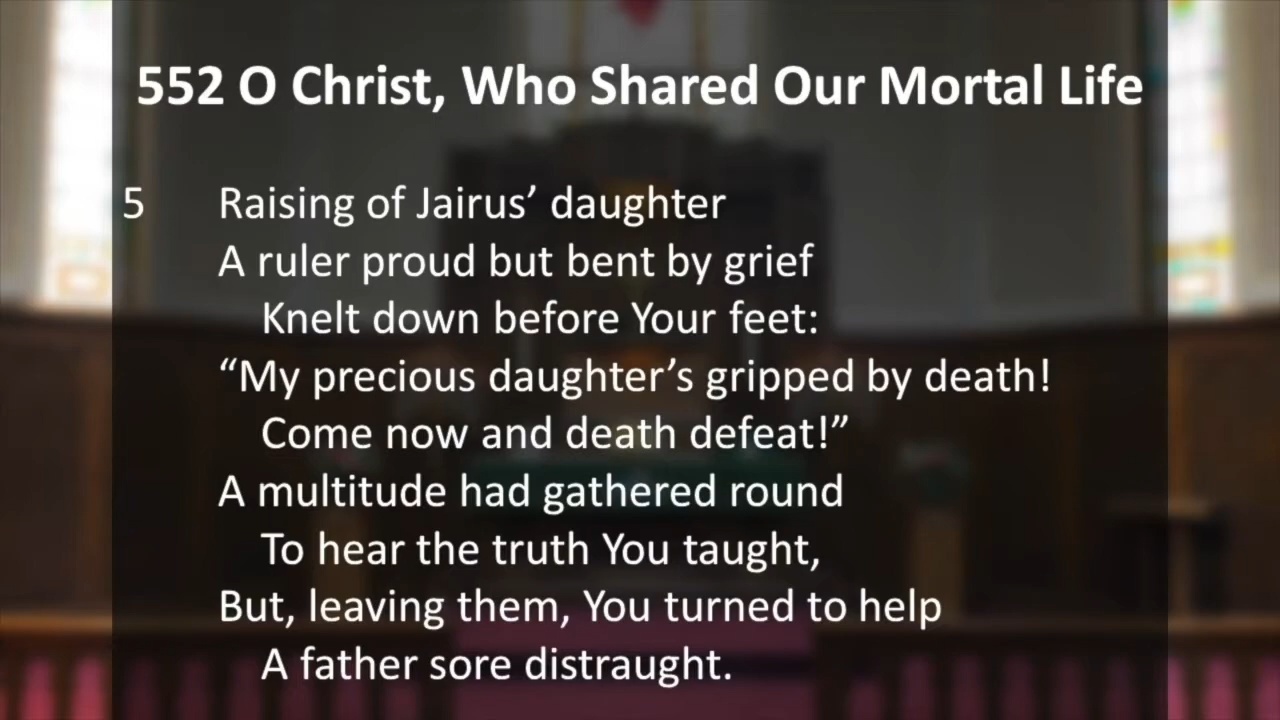 552 O Christ, Who Shared Our Mortal Life
5 Raising of Jairus’ daughter
A ruler proud but bent by grief
Knelt down before Your feet:
“My precious daughter’s gripped by death!
Come now and death defeat!”
A multitude had gathered round
To hear the truth You taught,
But, leaving them, You turned to help
A father sore distraught.